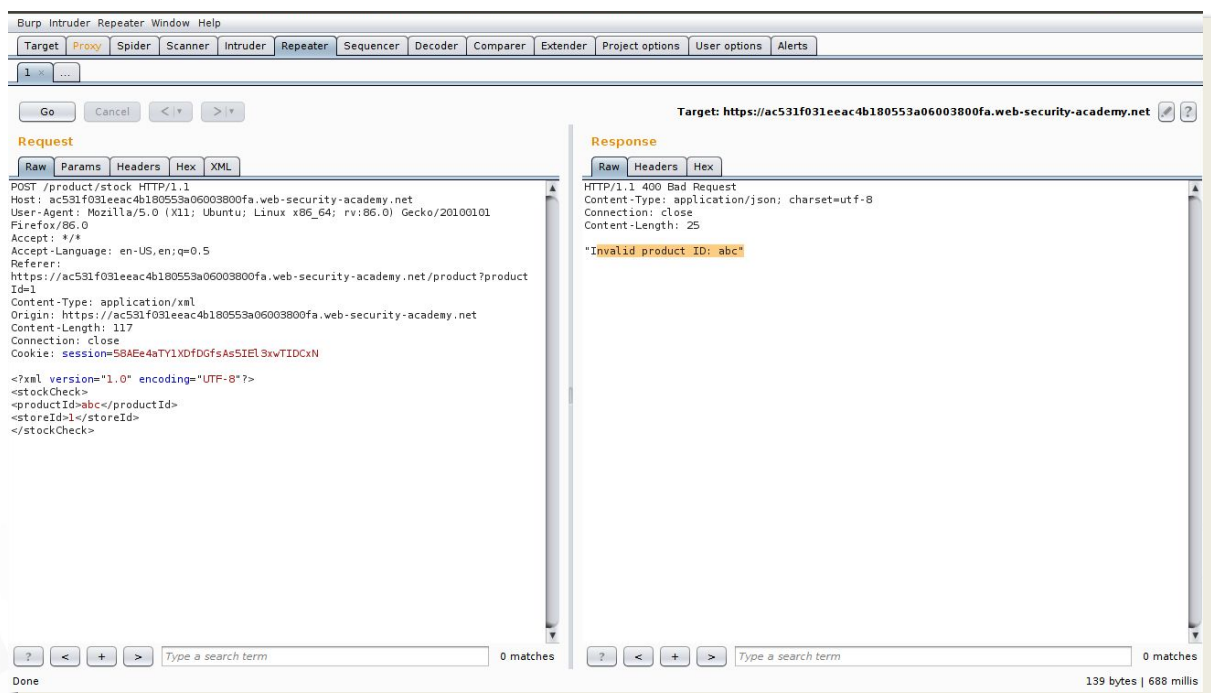 Burp Intruder Repeater Window Help
Target Proxy Spider Scanner Intruder Repeater Sequencer Decoder Comparer Extender Project options User options Alerts
1 × ...
Go Cancel < > Target: https://ac531f031eeac4b180553a06003800fa.web-security-academy.net ?
Request
Raw Params Headers Hex XML
POST /product/stock HTTP/1.1
Host: ac531f031eeac4b180553a06003800fa.web-security-academy.net
User-Agent: Mozilla/5.0 (X11; Ubuntu; Linux x86_64; rv:86.0) Gecko/20100101
Firefox/86.0
Accept: */*
Accept-Language: en-US,en;q=0.5
Referer:
https://ac531f031eeac4b180553a06003800fa.web-security-academy.net/product?product
Id=1
Content-Type: application/xml
Origin: https://ac531f031eeac4b180553a06003800fa.web-security-academy.net
Content-Length: 117
Connection: close
Cookie: session=58AEe4aTY1XDfDGfsAs5IEl3xwTIDCxN
<?xml version="1.0" encoding="UTF-8"?>
<stockCheck>
<productId>abc</productId>
<storeId>1</storeId>
</stockCheck>
? < + > Type a search term 0 matches
Response
Raw Headers Hex
HTTP/1.1 400 Bad Request
Content-Type: application/json; charset=utf-8
Connection: close
Content-Length: 25
"Invalid product ID: abc"
? < + > Type a search term 0 matches
Done 139 bytes | 688 millis